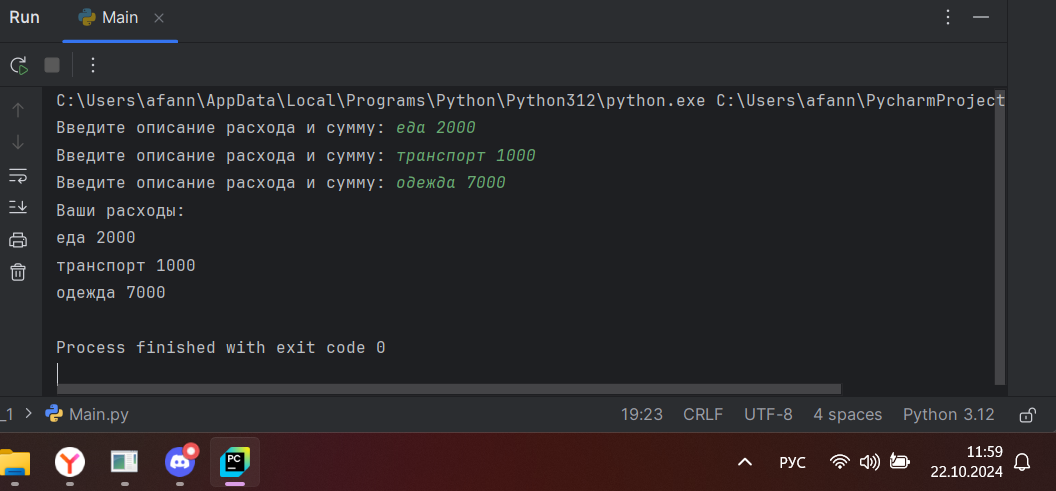 Run Main
C:\Users\afann\AppData\Local\Programs\Python\Python312\python.exe C:\Users\afann\PycharmProject
Введите описание расхода и сумму: еда 2000
Введите описание расхода и сумму: транспорт 1000
Введите описание расхода и сумму: одежда 7000
Ваши расходы:
еда 2000
транспорт 1000
одежда 7000
Process finished with exit code 0
_1 > Main.py 19:23 CRLF UTF-8 4 spaces Python 3.12
PC РУС 11:59
22.10.2024